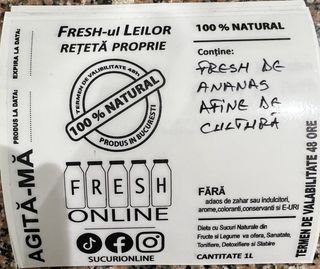 EXPIRA LA DATA:
PRODUS LA DATA:
AGITĂ-MĂ
FRESH-ul LEILOR
REȚETĂ PROPRIE
TERMEN DE VALIBILITATE 48H
100 % NATURAL
PRODUS IN BUCURESTI
FRESH
ONLINE
SUCURIONLINE
100 % NATURAL
Conține:
FRESH DE
ANANAS
AFINE DE
CULTURĂ
FĂRĂ
adaos de zahar sau indulcitori,
arome,coloranti,conservanti si E-URI
Dieta cu Sucuri Naturale din
Fructe si Legume va ofera, Sanatate,
Tonifiere, Detoxifiere si Slabire
CANTITATE 1L
TERMEN DE VALABILITATE 48 ORE